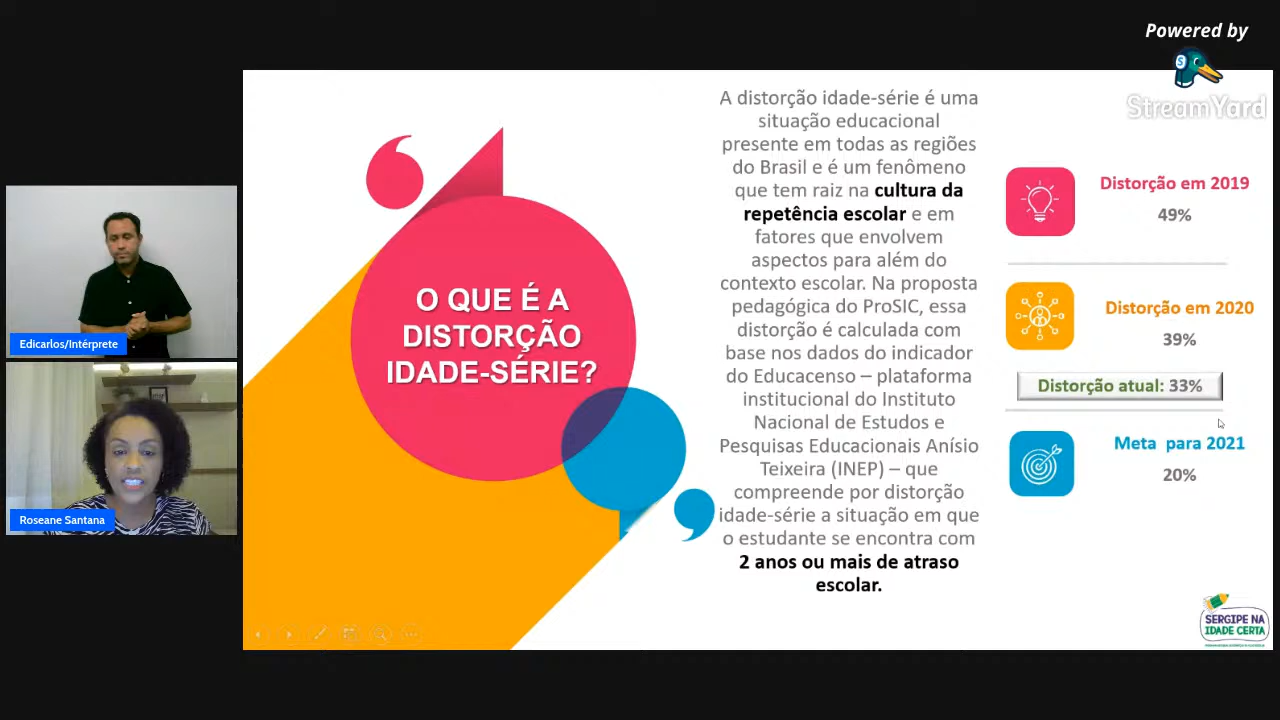 Powered by
StreamYard
O QUE É A
DISTORÇÃO
IDADE-SÉRIE?
A distorção idade-série é uma
situação educacional
presente em todas as regiões
do Brasil e é um fenômeno
que tem raiz na cultura da
repetência escolar e em
fatores que envolvem
aspectos para além do
contexto escolar. Na proposta
pedagógica do ProSIC, essa
distorção é calculada com
base nos dados do indicador
do Educacenso – plataforma
institucional do Instituto
Nacional de Estudos e
Pesquisas Educacionais Anísio
Teixeira (INEP) – que
compreende por distorção
idade-série a situação em que
o estudante se encontra com
2 anos ou mais de atraso
escolar.
Distorção em 2019
49%
Distorção em 2020
39%
Distorção atual: 33%
Meta para 2021
20%
Edicarlos/Intérprete
Roseane Santana
SERGIPE NA
IDADE CERTA